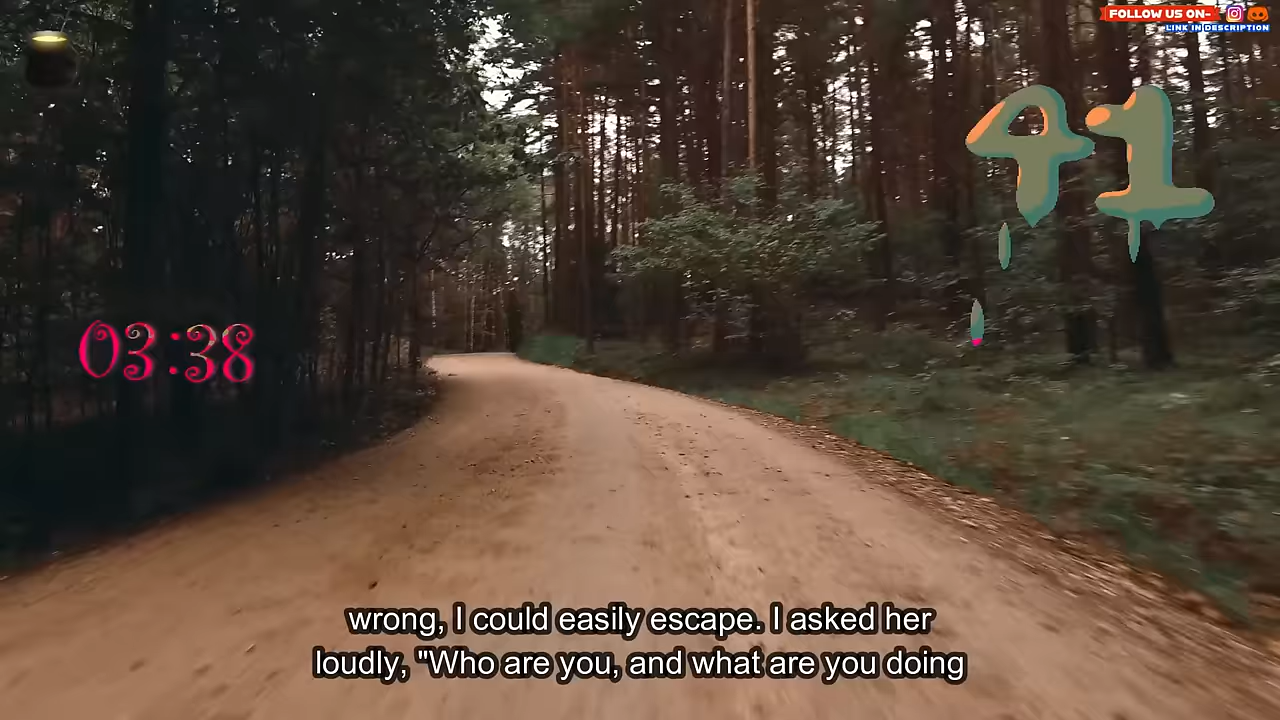 FOLLOW US ON-
LINK IN DESCRIPTION
41
03:38
wrong, I could easily escape. I asked her
loudly, "Who are you, and what are you doing